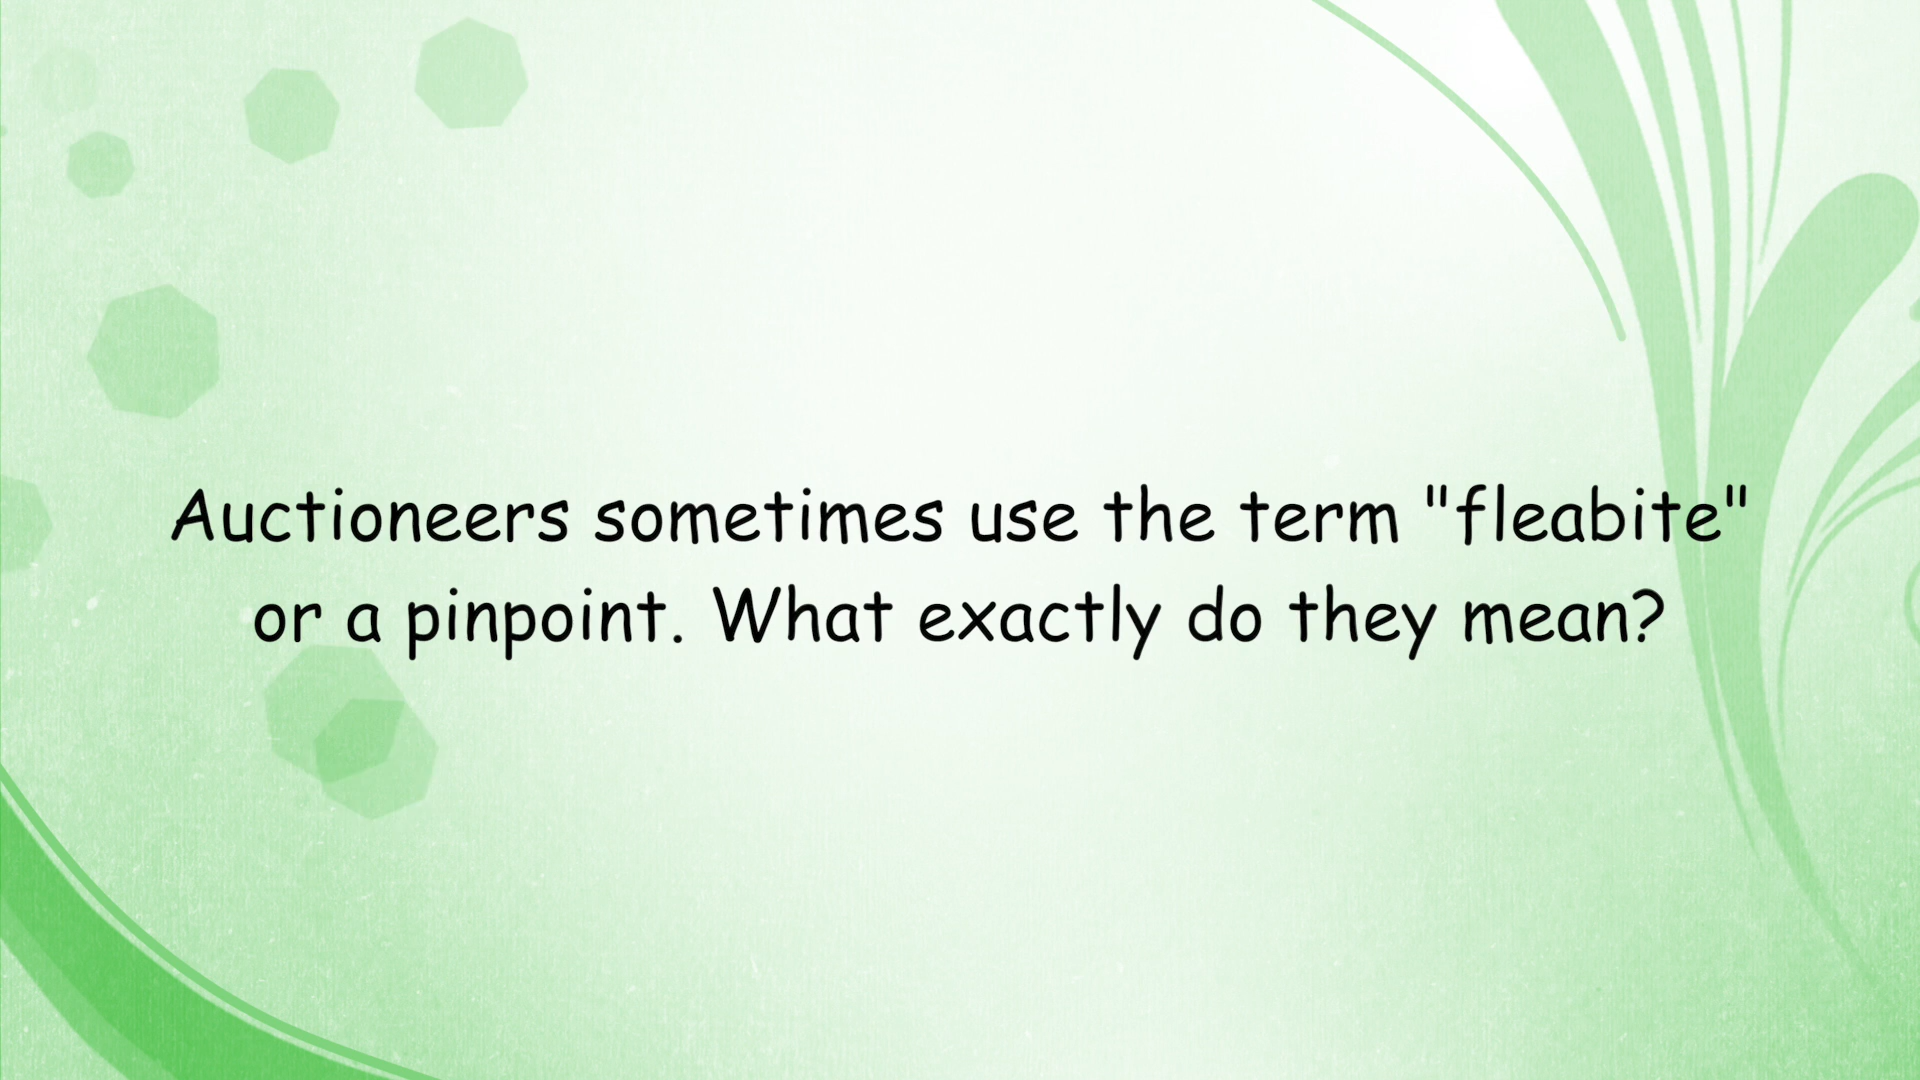 Auctioneers sometimes use the term "fleabite"
or a pinpoint. What exactly do they mean?